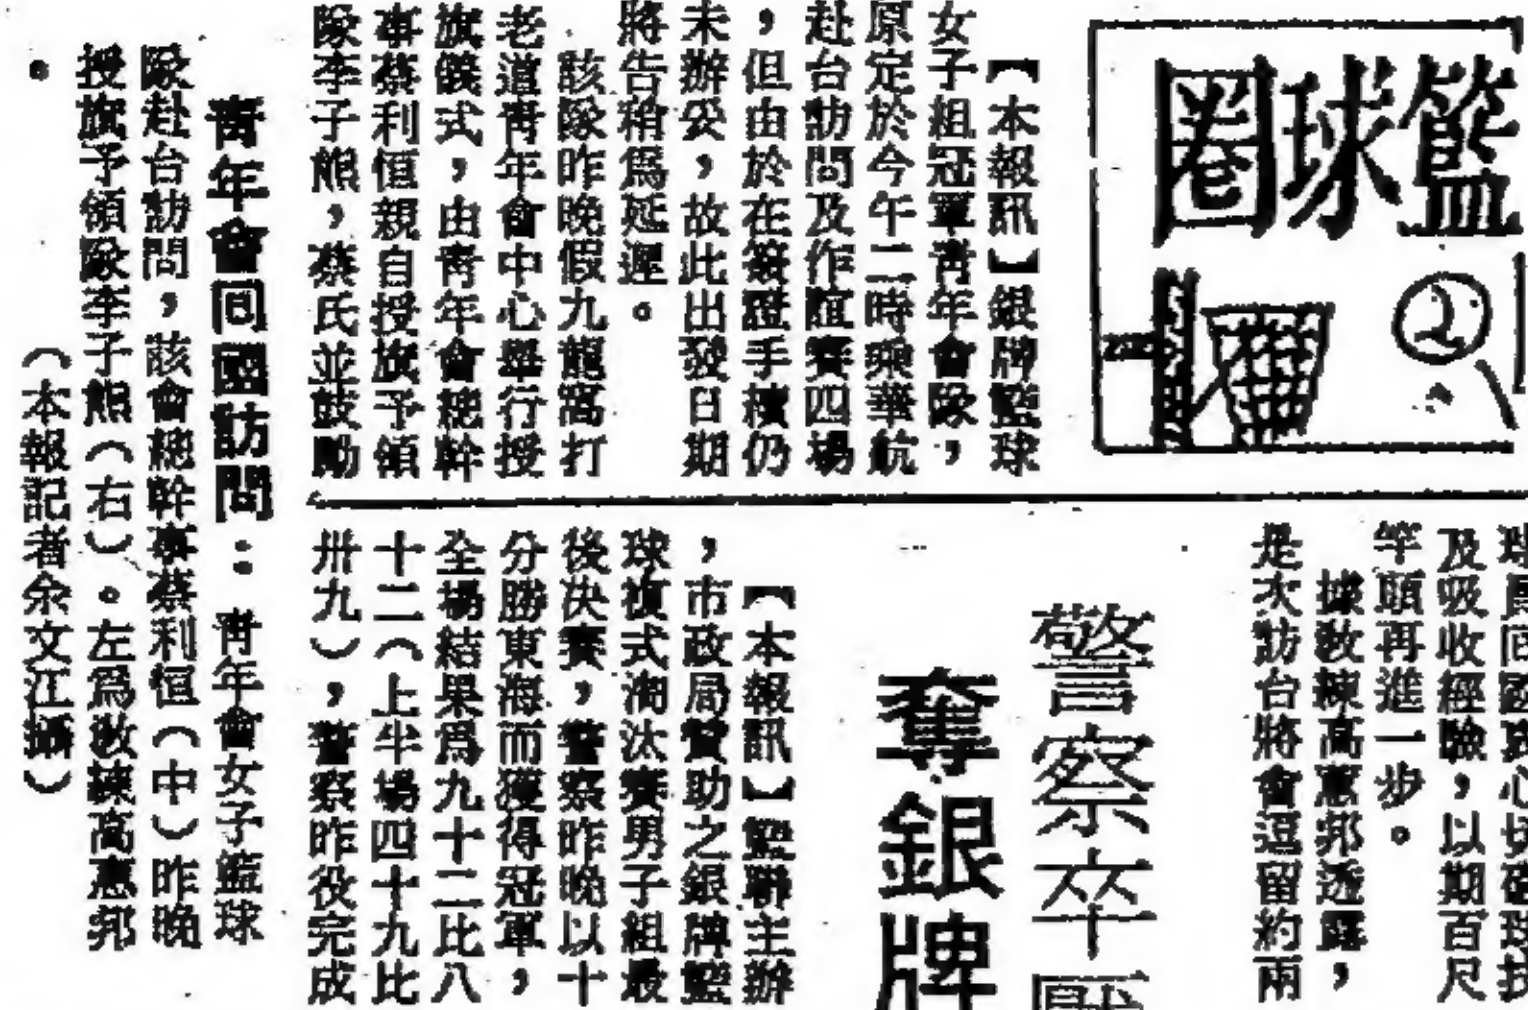 籃球圈
【本報訊】銀牌籃球
女子組冠軍青年會隊，
原定於今午二時乘華航
赴台訪問及作誼賽四場
，但由於在簽證手續仍
未辦妥，故此出發日期
將告稍爲延遲。
該隊昨晚假九龍窩打
老道青年會中心舉行授
旗儀式，由青年會總幹
事蔡利恒親自授旗予領
隊李子熊，蔡氏並鼓勵
球員回國
及吸收經驗，以期百尺
竿頭再進一步。
據教練高惠邦透露，
是次訪台將會逗留約兩
警察卒
奪銀牌
【本報訊】籃聯主辦
，市政局贊助之銀牌籃
球復式淘汰賽男子組最
後決賽，警察昨晚以十
分勝東海而獲得冠軍，
全場結果爲九十二比八
十二（上半場四十九比
卅九），警察昨役完成
青年會回國訪問：青年會女子籃球
隊赴台訪問，該會總幹事蔡利恒（中）昨晚
授旗予領隊李子熊（右）。左爲教練高惠邦
。
（本報記者余文江攝）